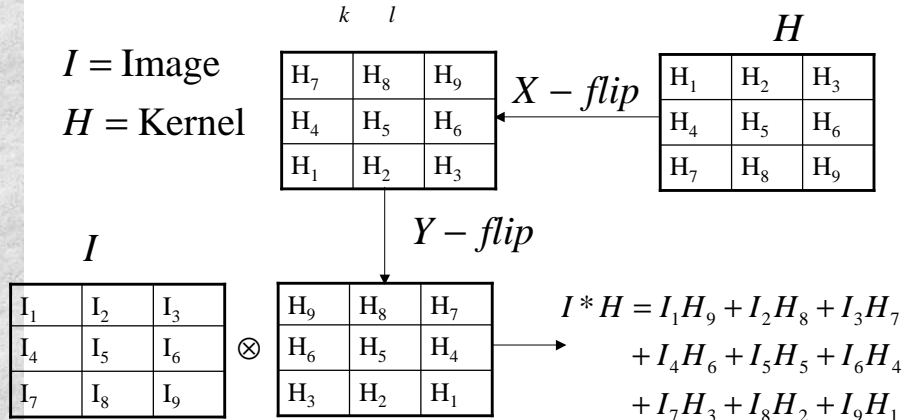 k l
H
I = Image
H = Kernel
H₇ H₈ H₉
H₄ H₅ H₆
H₁ H₂ H₃
X − flip
H₁ H₂ H₃
H₄ H₅ H₆
H₇ H₈ H₉
Y − flip
I
I₁ I₂ I₃
I₄ I₅ I₆
I₇ I₈ I₉
⊗
H₉ H₈ H₇
H₆ H₅ H₄
H₃ H₂ H₁
I * H = I₁H₉ + I₂H₈ + I₃H₇
+ I₄H₆ + I₅H₅ + I₆H₄
+ I₇H₃ + I₈H₂ + I₉H₁